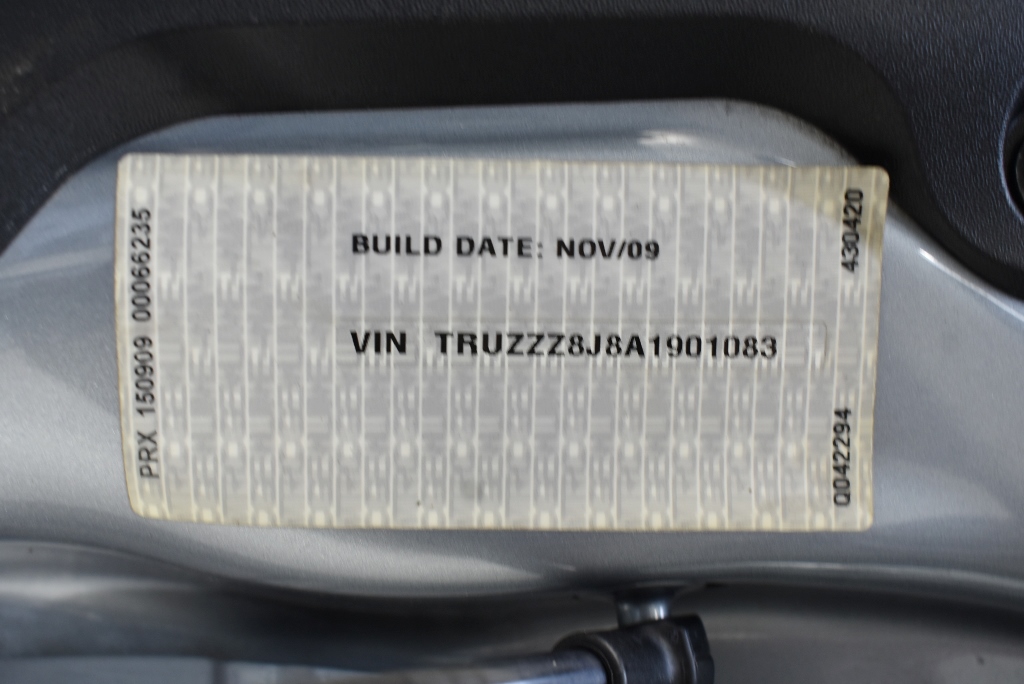 PRX 150909 00066235
BUILD DATE: NOV/09
VIN TRUZZZ8J8A1901083
430420
Q042294